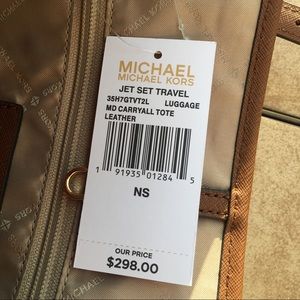 MICHAEL
MICHAEL KORS
JET SET TRAVEL
35H7GTVT2L LUGGAGE
MD CARRYALL TOTE
LEATHER
1 91935 01284 5
NS
OUR PRICE
$298.00